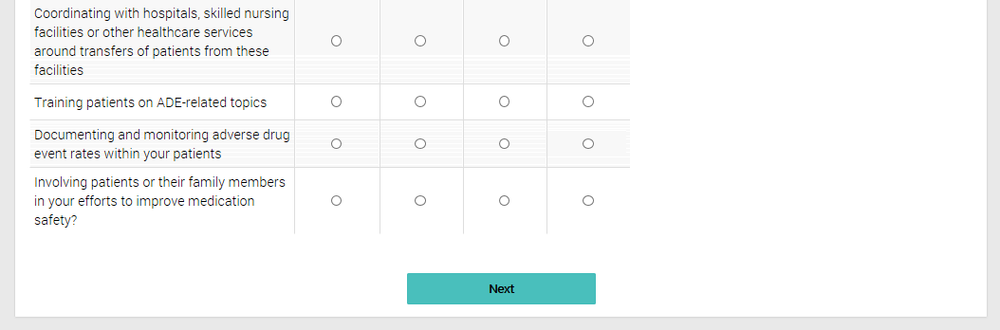 Coordinating with hospitals, skilled nursing
facilities or other healthcare services
around transfers of patients from these
facilities
Training patients on ADE-related topics
Documenting and monitoring adverse drug
event rates within your patients
Involving patients or their family members
in your efforts to improve medication
safety?
Next